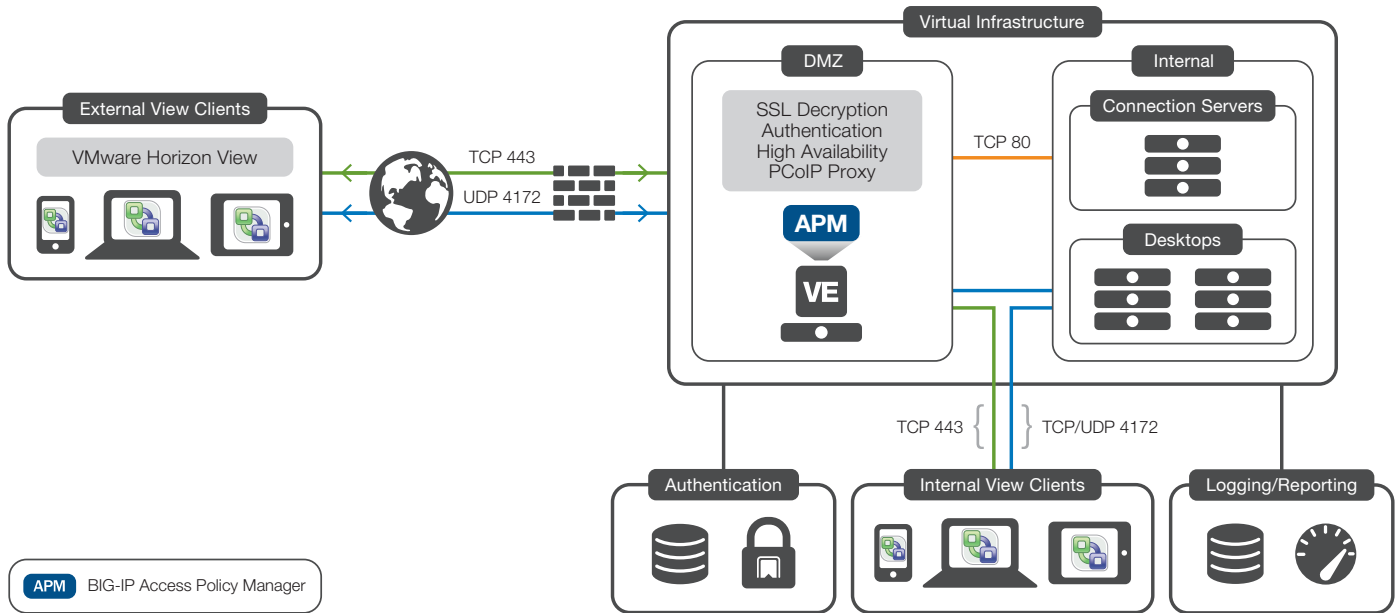 Virtual Infrastructure
DMZ
Internal
External View Clients
VMware Horizon View
TCP 443
UDP 4172
SSL Decryption
Authentication
High Availability
PCoIP Proxy
APM
VE
TCP 80
Connection Servers
Desktops
TCP 443
TCP/UDP 4172
Authentication
Internal View Clients
Logging/Reporting
APM BIG-IP Access Policy Manager